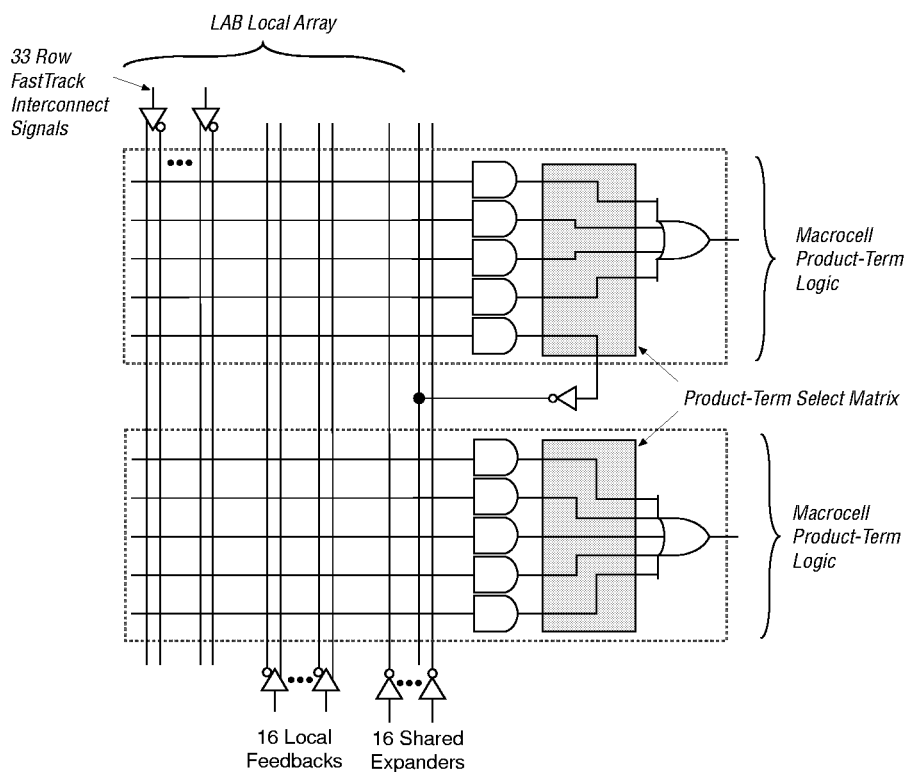 LAB Local Array
33 Row
FastTrack
Interconnect
Signals
Macrocell
Product-Term
Logic
Product-Term Select Matrix
Macrocell
Product-Term
Logic
16 Local
Feedbacks
16 Shared
Expanders